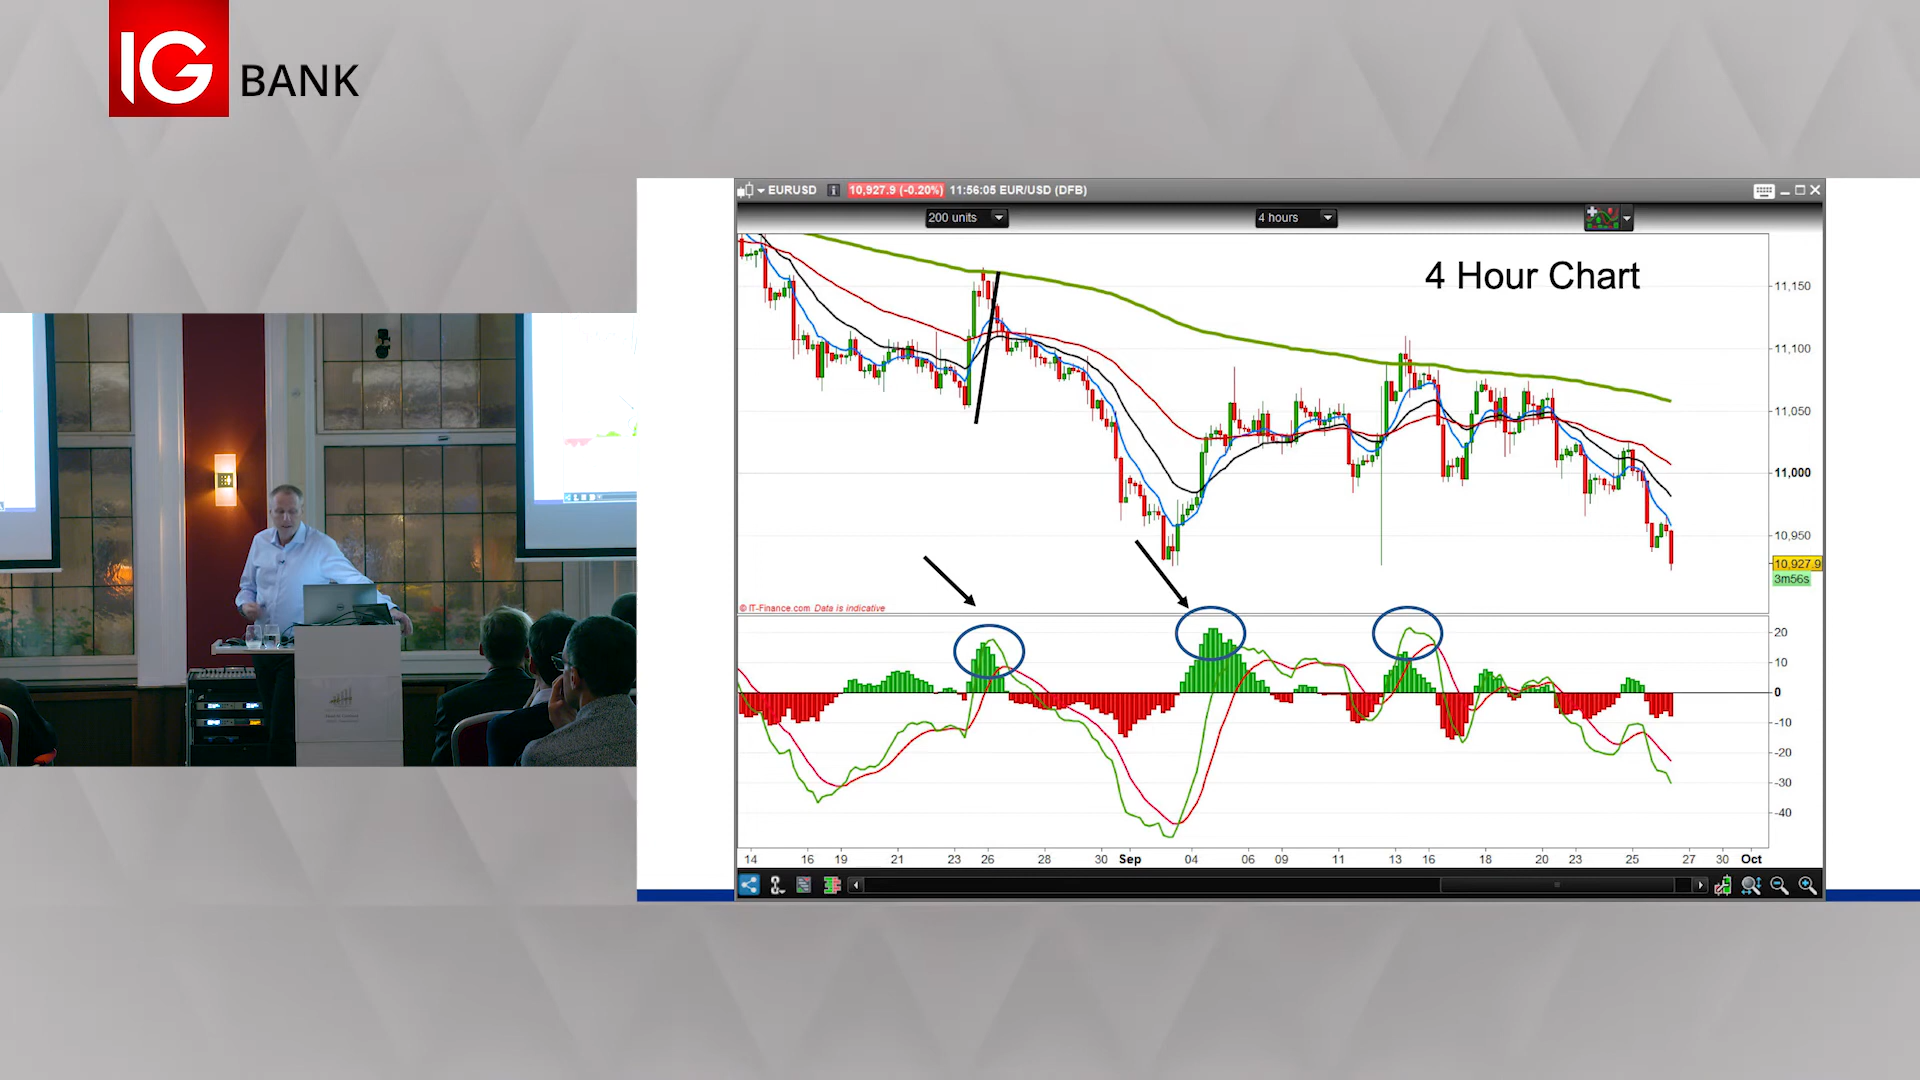 IG BANK
EURUSD 10,927.9 (-0.20%) 11:56:05 EUR/USD (DFB)
200 units 4 hours
4 Hour Chart
11,150
11,100
11,050
11,000
10,950
10,927.9
3m56s
© IT-Finance.com Data is indicative
20
10
0
-10
-20
-30
-40
14 16 19 21 23 26 28 30 Sep 04 06 09 11 13 16 18 20 23 25 27 30 Oct